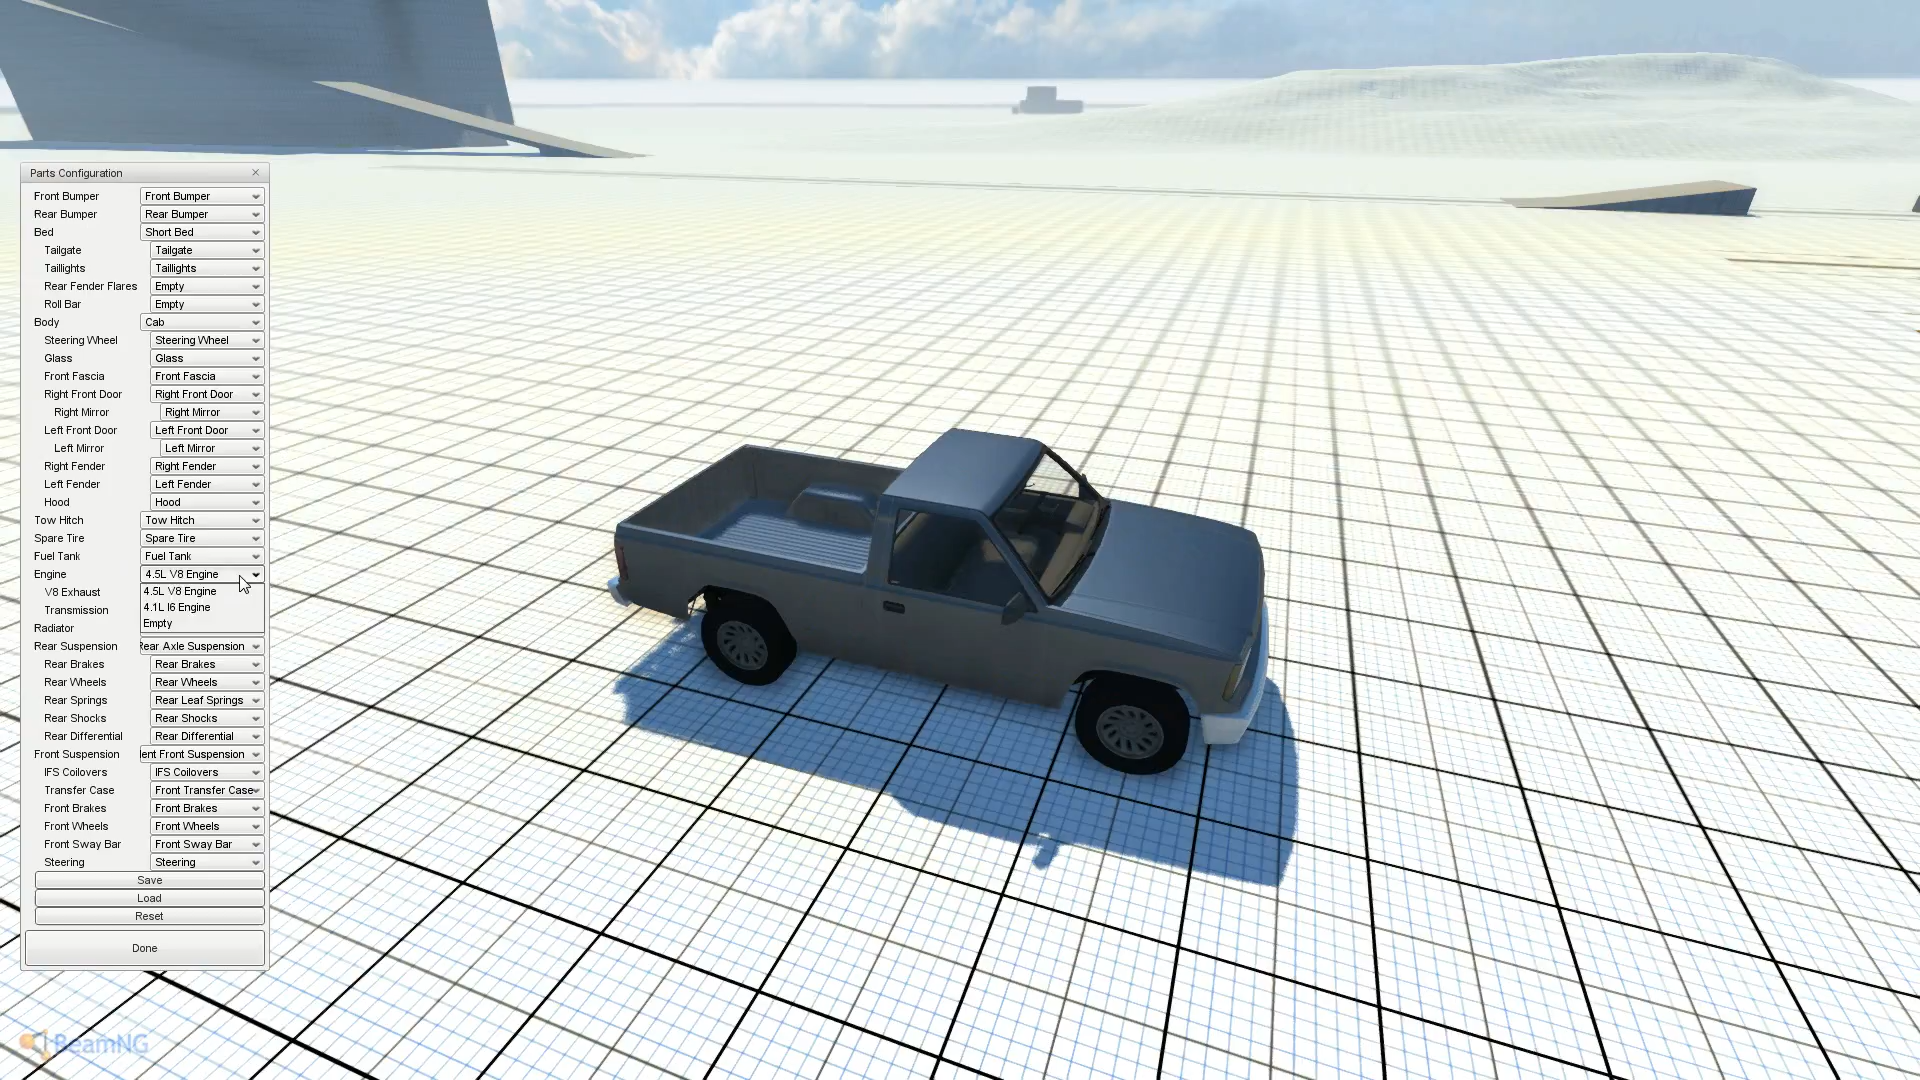 Parts Configuration
Front Bumper Front Bumper
Rear Bumper Rear Bumper
Bed Short Bed
Tailgate Tailgate
Taillights Taillights
Rear Fender Flares Empty
Roll Bar Empty
Body Cab
Steering Wheel Steering Wheel
Glass Glass
Front Fascia Front Fascia
Right Front Door Right Front Door
Right Mirror Right Mirror
Left Front Door Left Front Door
Left Mirror Left Mirror
Right Fender Right Fender
Left Fender Left Fender
Hood Hood
Tow Hitch Tow Hitch
Spare Tire Spare Tire
Fuel Tank Fuel Tank
Engine 4.5L V8 Engine
V8 Exhaust 4.5L V8 Engine
Transmission 4.1L I6 Engine
Radiator Empty
Rear Suspension Rear Axle Suspension
Rear Brakes Rear Brakes
Rear Wheels Rear Wheels
Rear Springs Rear Leaf Springs
Rear Shocks Rear Shocks
Rear Differential Rear Differential
Front Suspension ent Front Suspension
IFS Coilovers IFS Coilovers
Transfer Case Front Transfer Case
Front Brakes Front Brakes
Front Wheels Front Wheels
Front Sway Bar Front Sway Bar
Steering Steering
Save
Load
Reset
Done
BeamNG